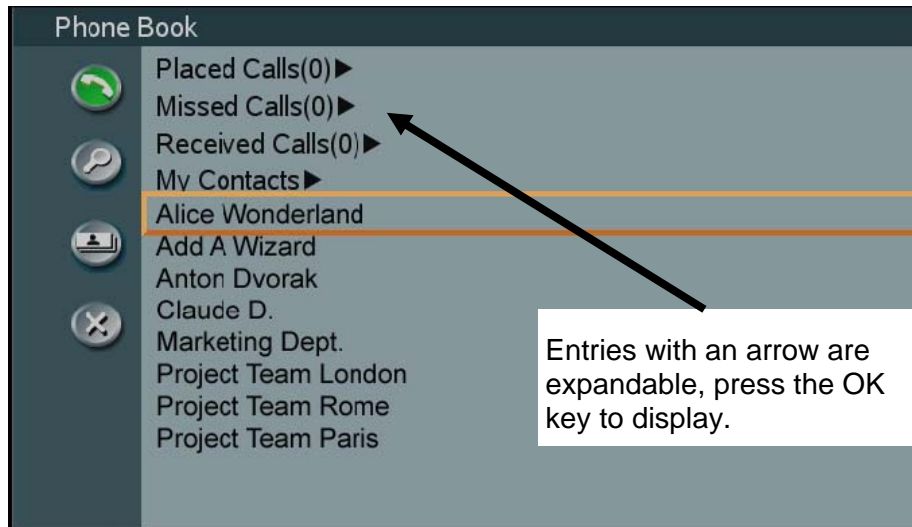 Phone Book
Placed Calls(0)▶
Missed Calls(0)▶
Received Calls(0)▶
My Contacts▶
Alice Wonderland
Add A Wizard
Anton Dvorak
Claude D.
Marketing Dept.
Project Team London
Project Team Rome
Project Team Paris
Entries with an arrow are
expandable, press the OK
key to display.